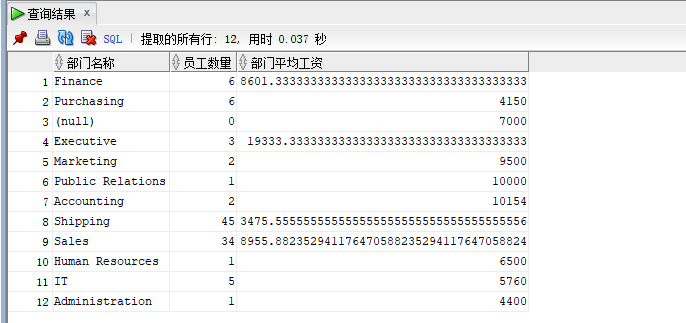 查询结果 ×
SQL | 提取的所有行: 12, 用时 0.037 秒
部门名称 员工数量 部门平均工资
1 Finance 6 8601.333333333333333333333333333333333333
2 Purchasing 6 4150
3 (null) 0 7000
4 Executive 3 19333.3333333333333333333333333333333333
5 Marketing 2 9500
6 Public Relations 1 10000
7 Accounting 2 10154
8 Shipping 45 3475.555555555555555555555555555555555556
9 Sales 34 8955.882352941176470588235294117647058824
10 Human Resources 1 6500
11 IT 5 5760
12 Administration 1 4400